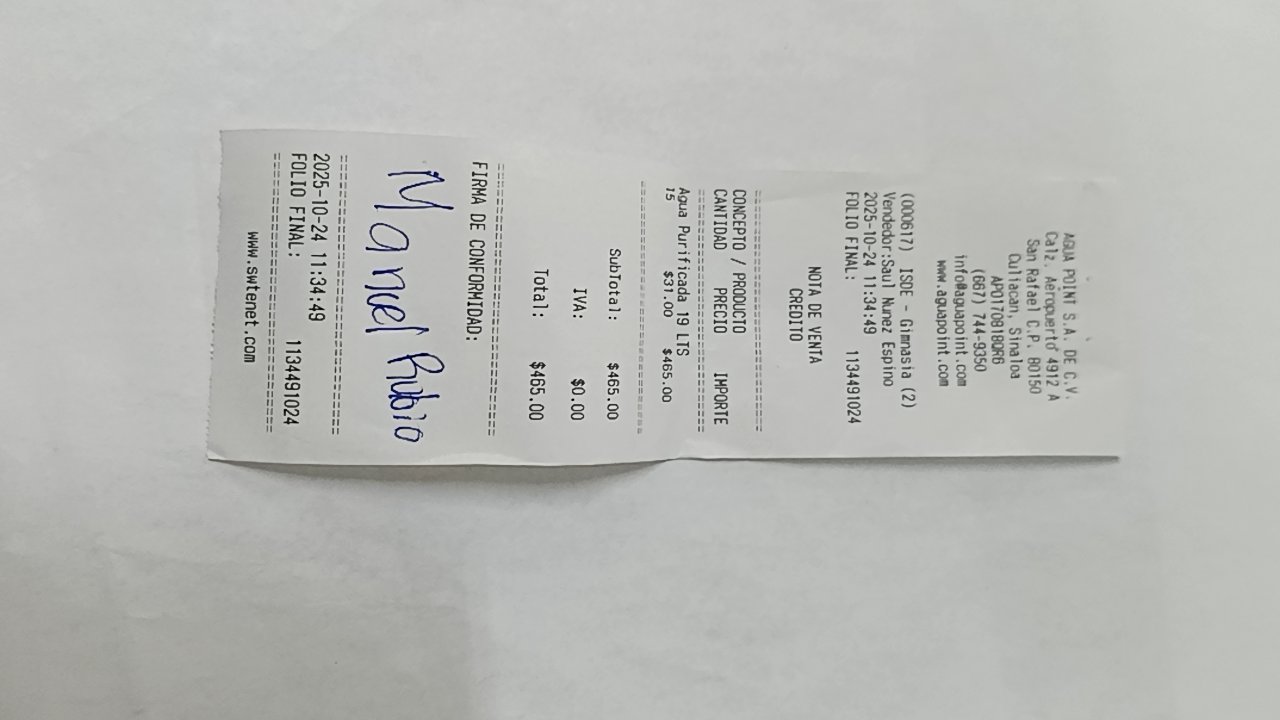 AGUA POINT S.A. DE C.V.
Calz. Aeropuerto 4912 A
San Rafael C.P. 80150
Culiacan, Sinaloa
APO170818QR6
(667) 744-9350
info@aguapoint.com
www.aguapoint.com
(000617) ISDE - Gimnasia (2)
Vendedor:Saul Nunez Espino
2025-10-24 11:34:49
FOLIO FINAL: 1134491024
NOTA DE VENTA
CREDITO
CONCEPTO / PRODUCTO
CANTIDAD PRECIO IMPORTE
Agua Purificada 19 LTS
15 $31.00 $465.00
SubTotal: $465.00
IVA: $0.00
Total: $465.00
FIRMA DE CONFORMIDAD:
Manuel Rubio
2025-10-24 11:34:49
FOLIO FINAL: 1134491024
www.swtenet.com